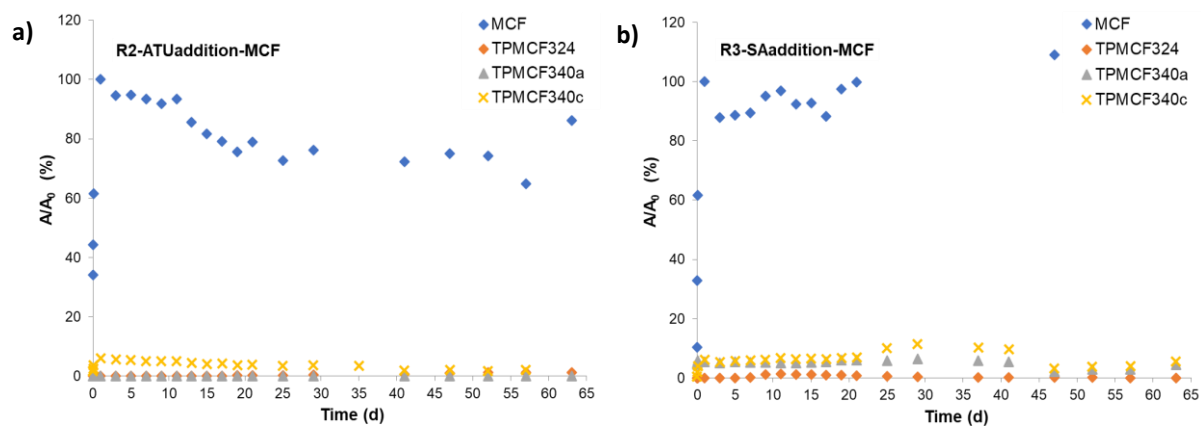 a)
R2-ATUaddition-MCF
MCF
TPMCF324
TPMCF340a
TPMCF340c
A/A0 (%)
120
100
80
60
40
20
0
0 5 10 15 20 25 30 35 40 45 50 55 60 65
Time (d)
b)
R3-SAaddition-MCF
MCF
TPMCF324
TPMCF340a
TPMCF340c
A/A0 (%)
120
100
80
60
40
20
0
0 5 10 15 20 25 30 35 40 45 50 55 60 65
Time (d)